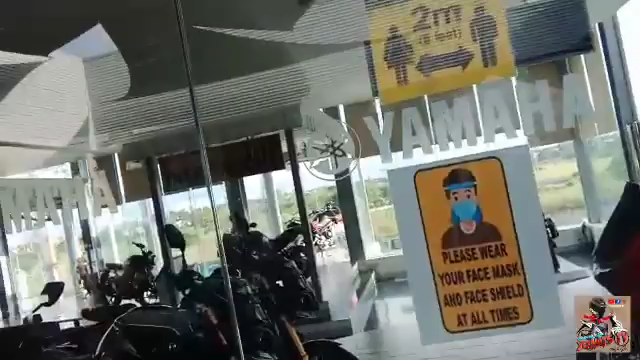 2m
(6 feet)
YAMAHA
YAMAHA
PLEASE WEAR
YOUR FACE MASK
AND FACE SHIELD
AT ALL TIMES